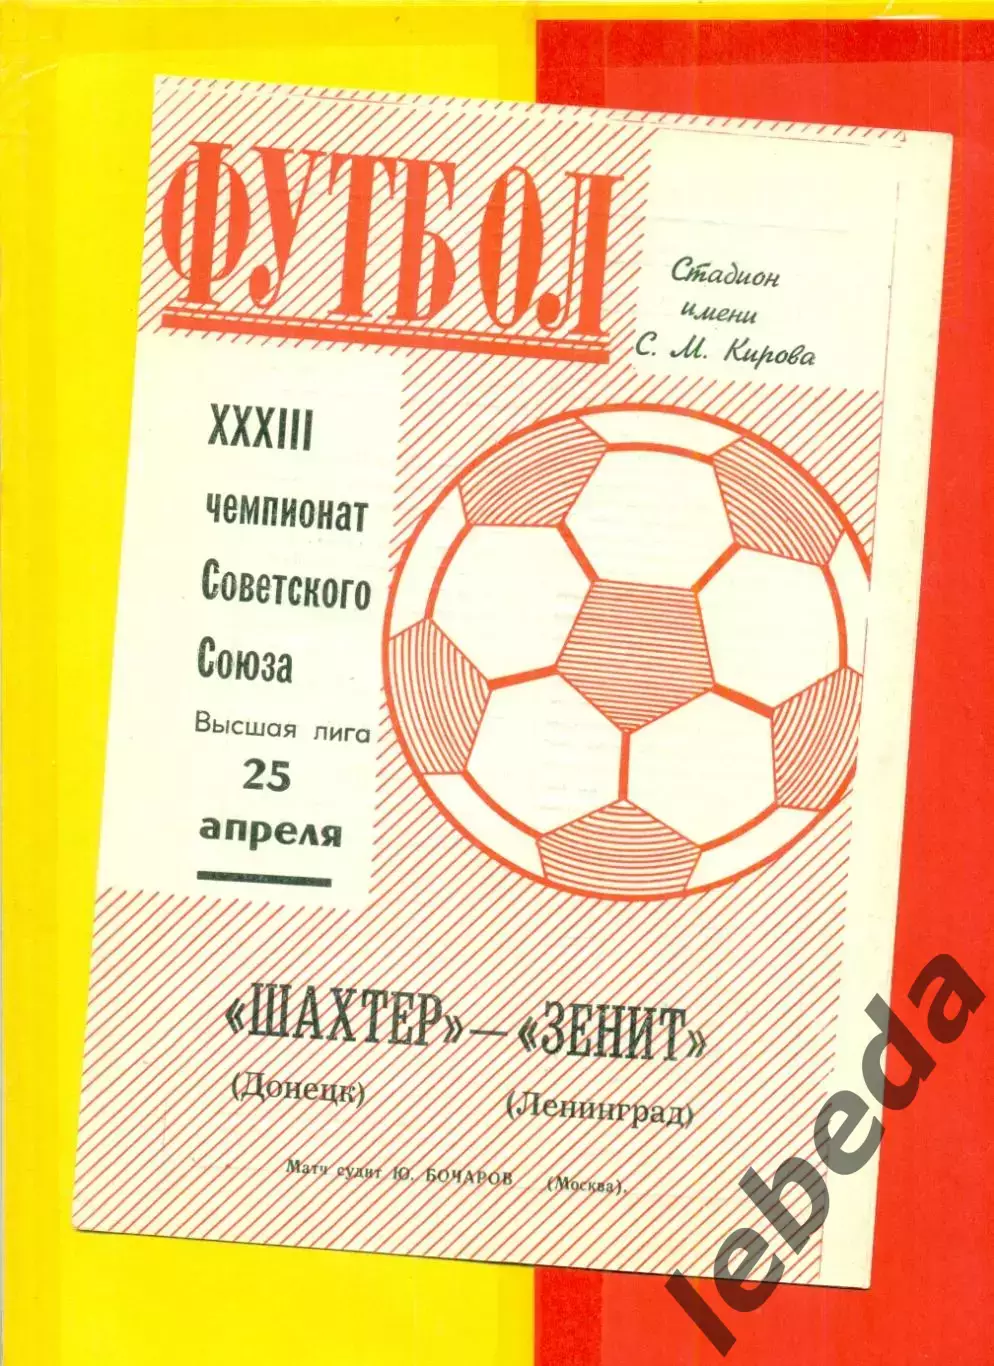 ФУТБОЛ
Стадион
имени
С. М. Кирова
XXXIII
чемпионат
Советского
Союза
Высшая лига
25
апреля
«ШАХТЕР» — «ЗЕНИТ»
(Донецк) (Ленинград)
Матч судит Ю. БОЧАРОВ (Москва).
lebeda